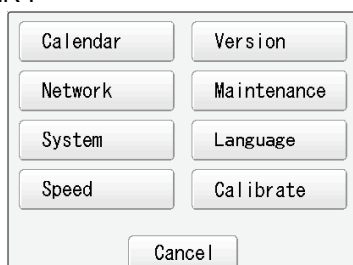 Calendar Version
Network Maintenance
System Language
Speed Calibrate
Cancel